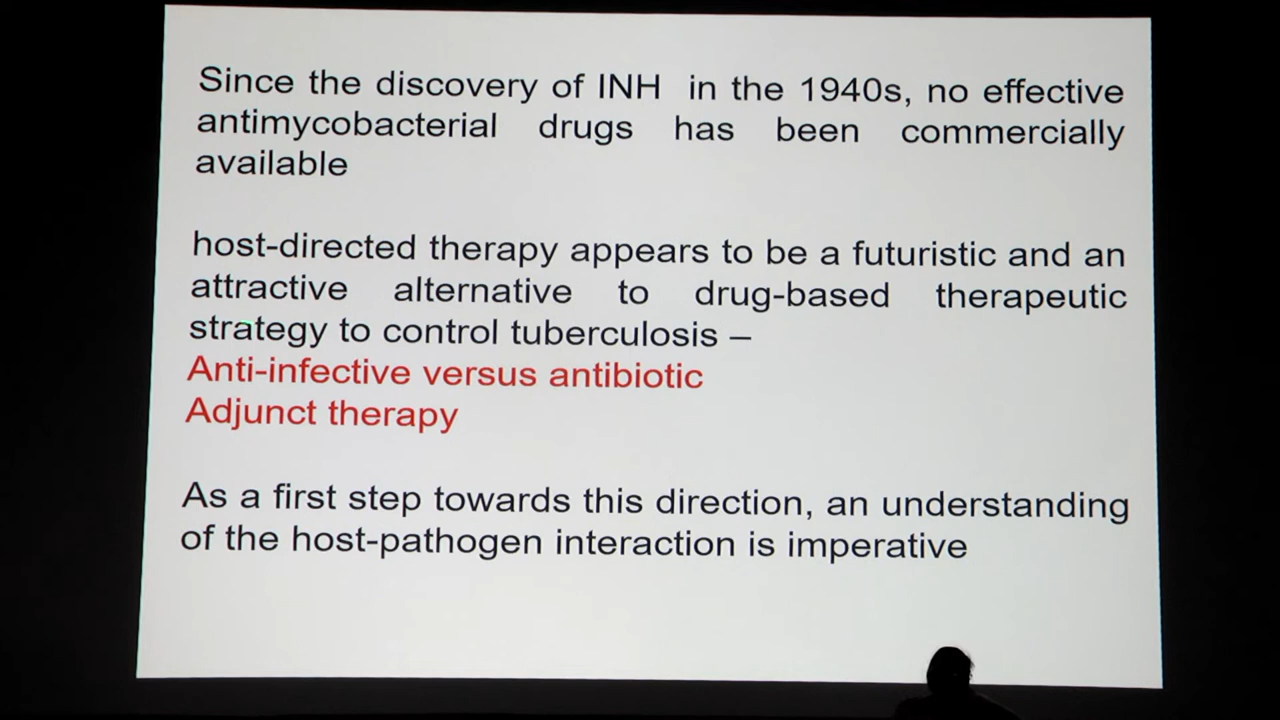 Since the discovery of INH in the 1940s, no effective
antimycobacterial drugs has been commercially
available
host-directed therapy appears to be a futuristic and an
attractive alternative to drug-based therapeutic
strategy to control tuberculosis –
Anti-infective versus antibiotic
Adjunct therapy
As a first step towards this direction, an understanding
of the host-pathogen interaction is imperative